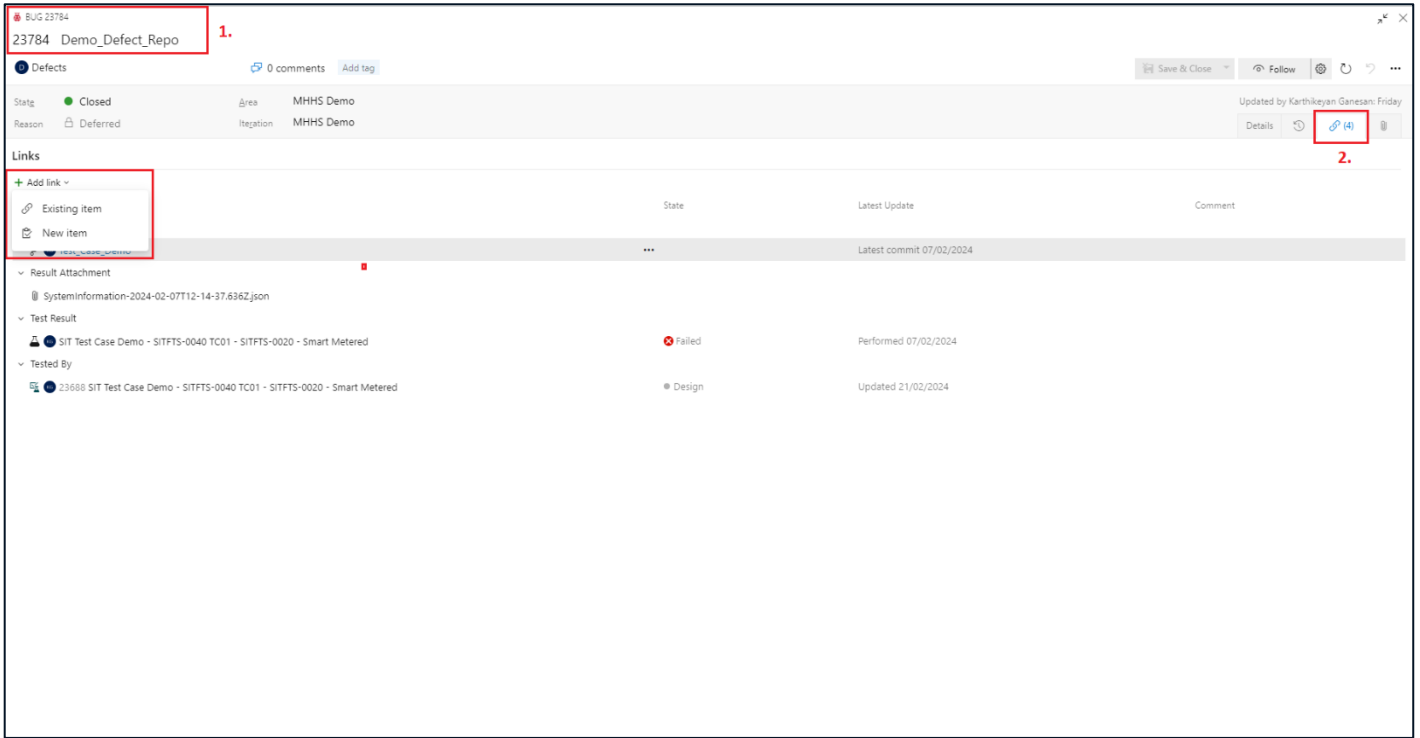 BUG 23784
1.
23784 Demo_Defect_Repo
Defects
0 comments Add tag
Save & Close Follow
State Closed Area MHHS Demo
Updated by Karthikeyan Ganesan: Friday
Reason Deferred Iteration MHHS Demo
Details (4)
Links
2.
+ Add link
Existing item
State Latest Update Comment
New item
Test_Case_Demo
Latest commit 07/02/2024
Result Attachment
SystemInformation-2024-02-07T12-14-37.636Z.json
Test Result
SIT Test Case Demo - SITFTS-0040 TC01 - SITFTS-0020 - Smart Metered Failed Performed 07/02/2024
Tested By
23688 SIT Test Case Demo - SITFTS-0040 TC01 - SITFTS-0020 - Smart Metered Design Updated 21/02/2024